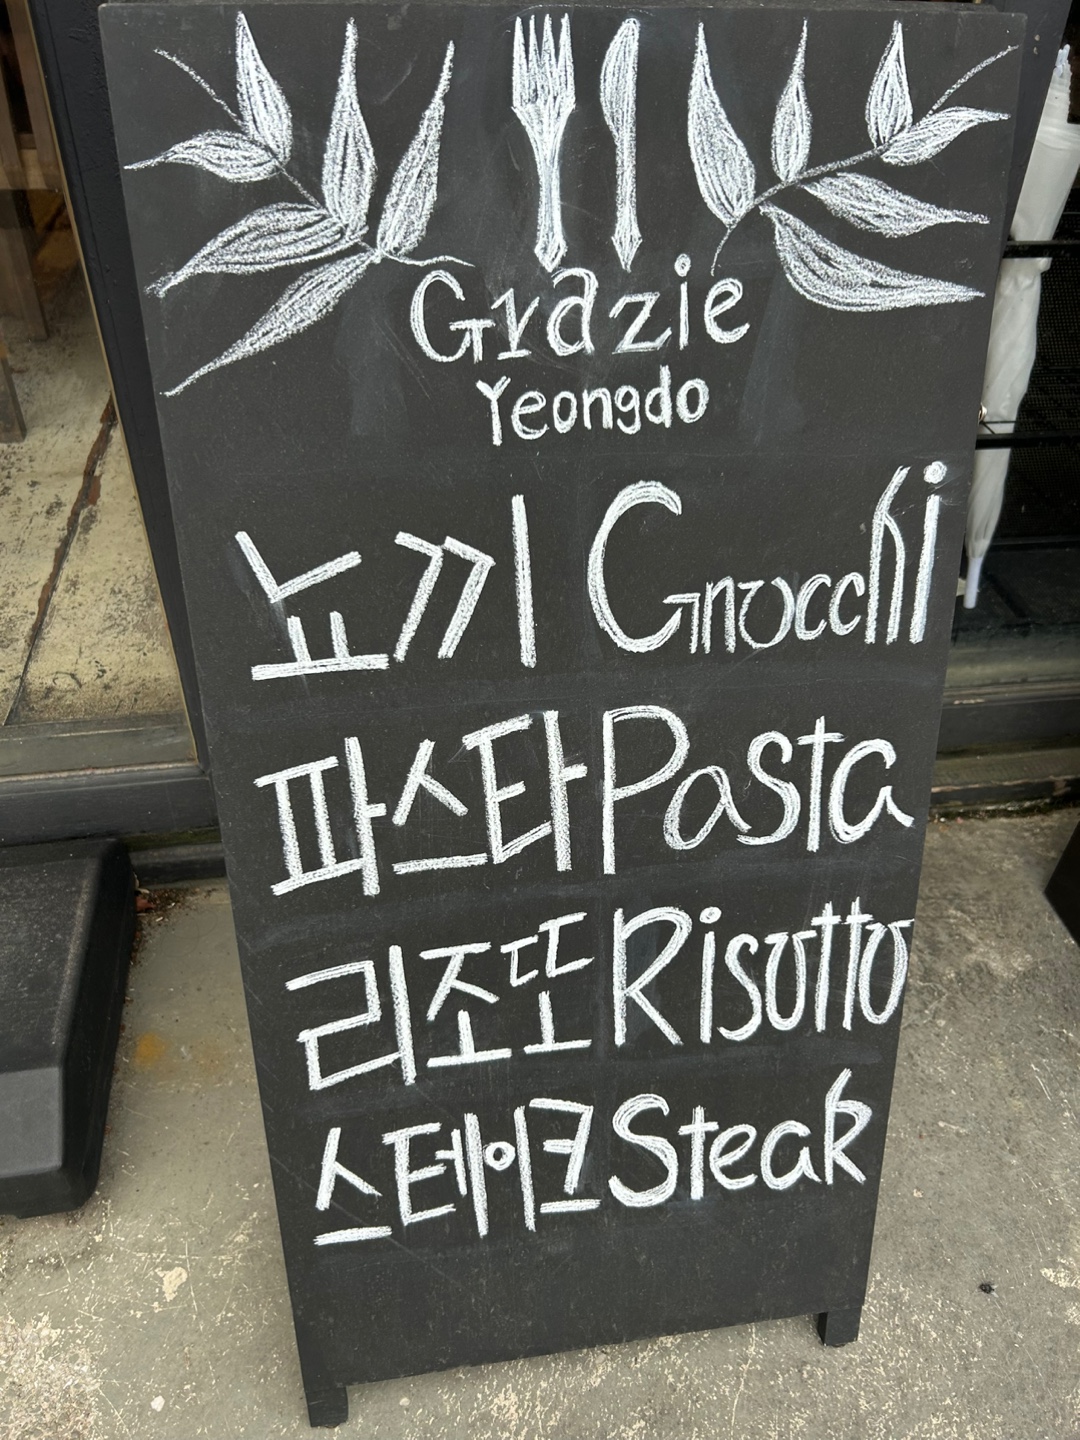 Grazie
Yeongdo
뇨끼 Gnocchi
파스타 Pasta
리조또 Risotto
스테이크 Steak